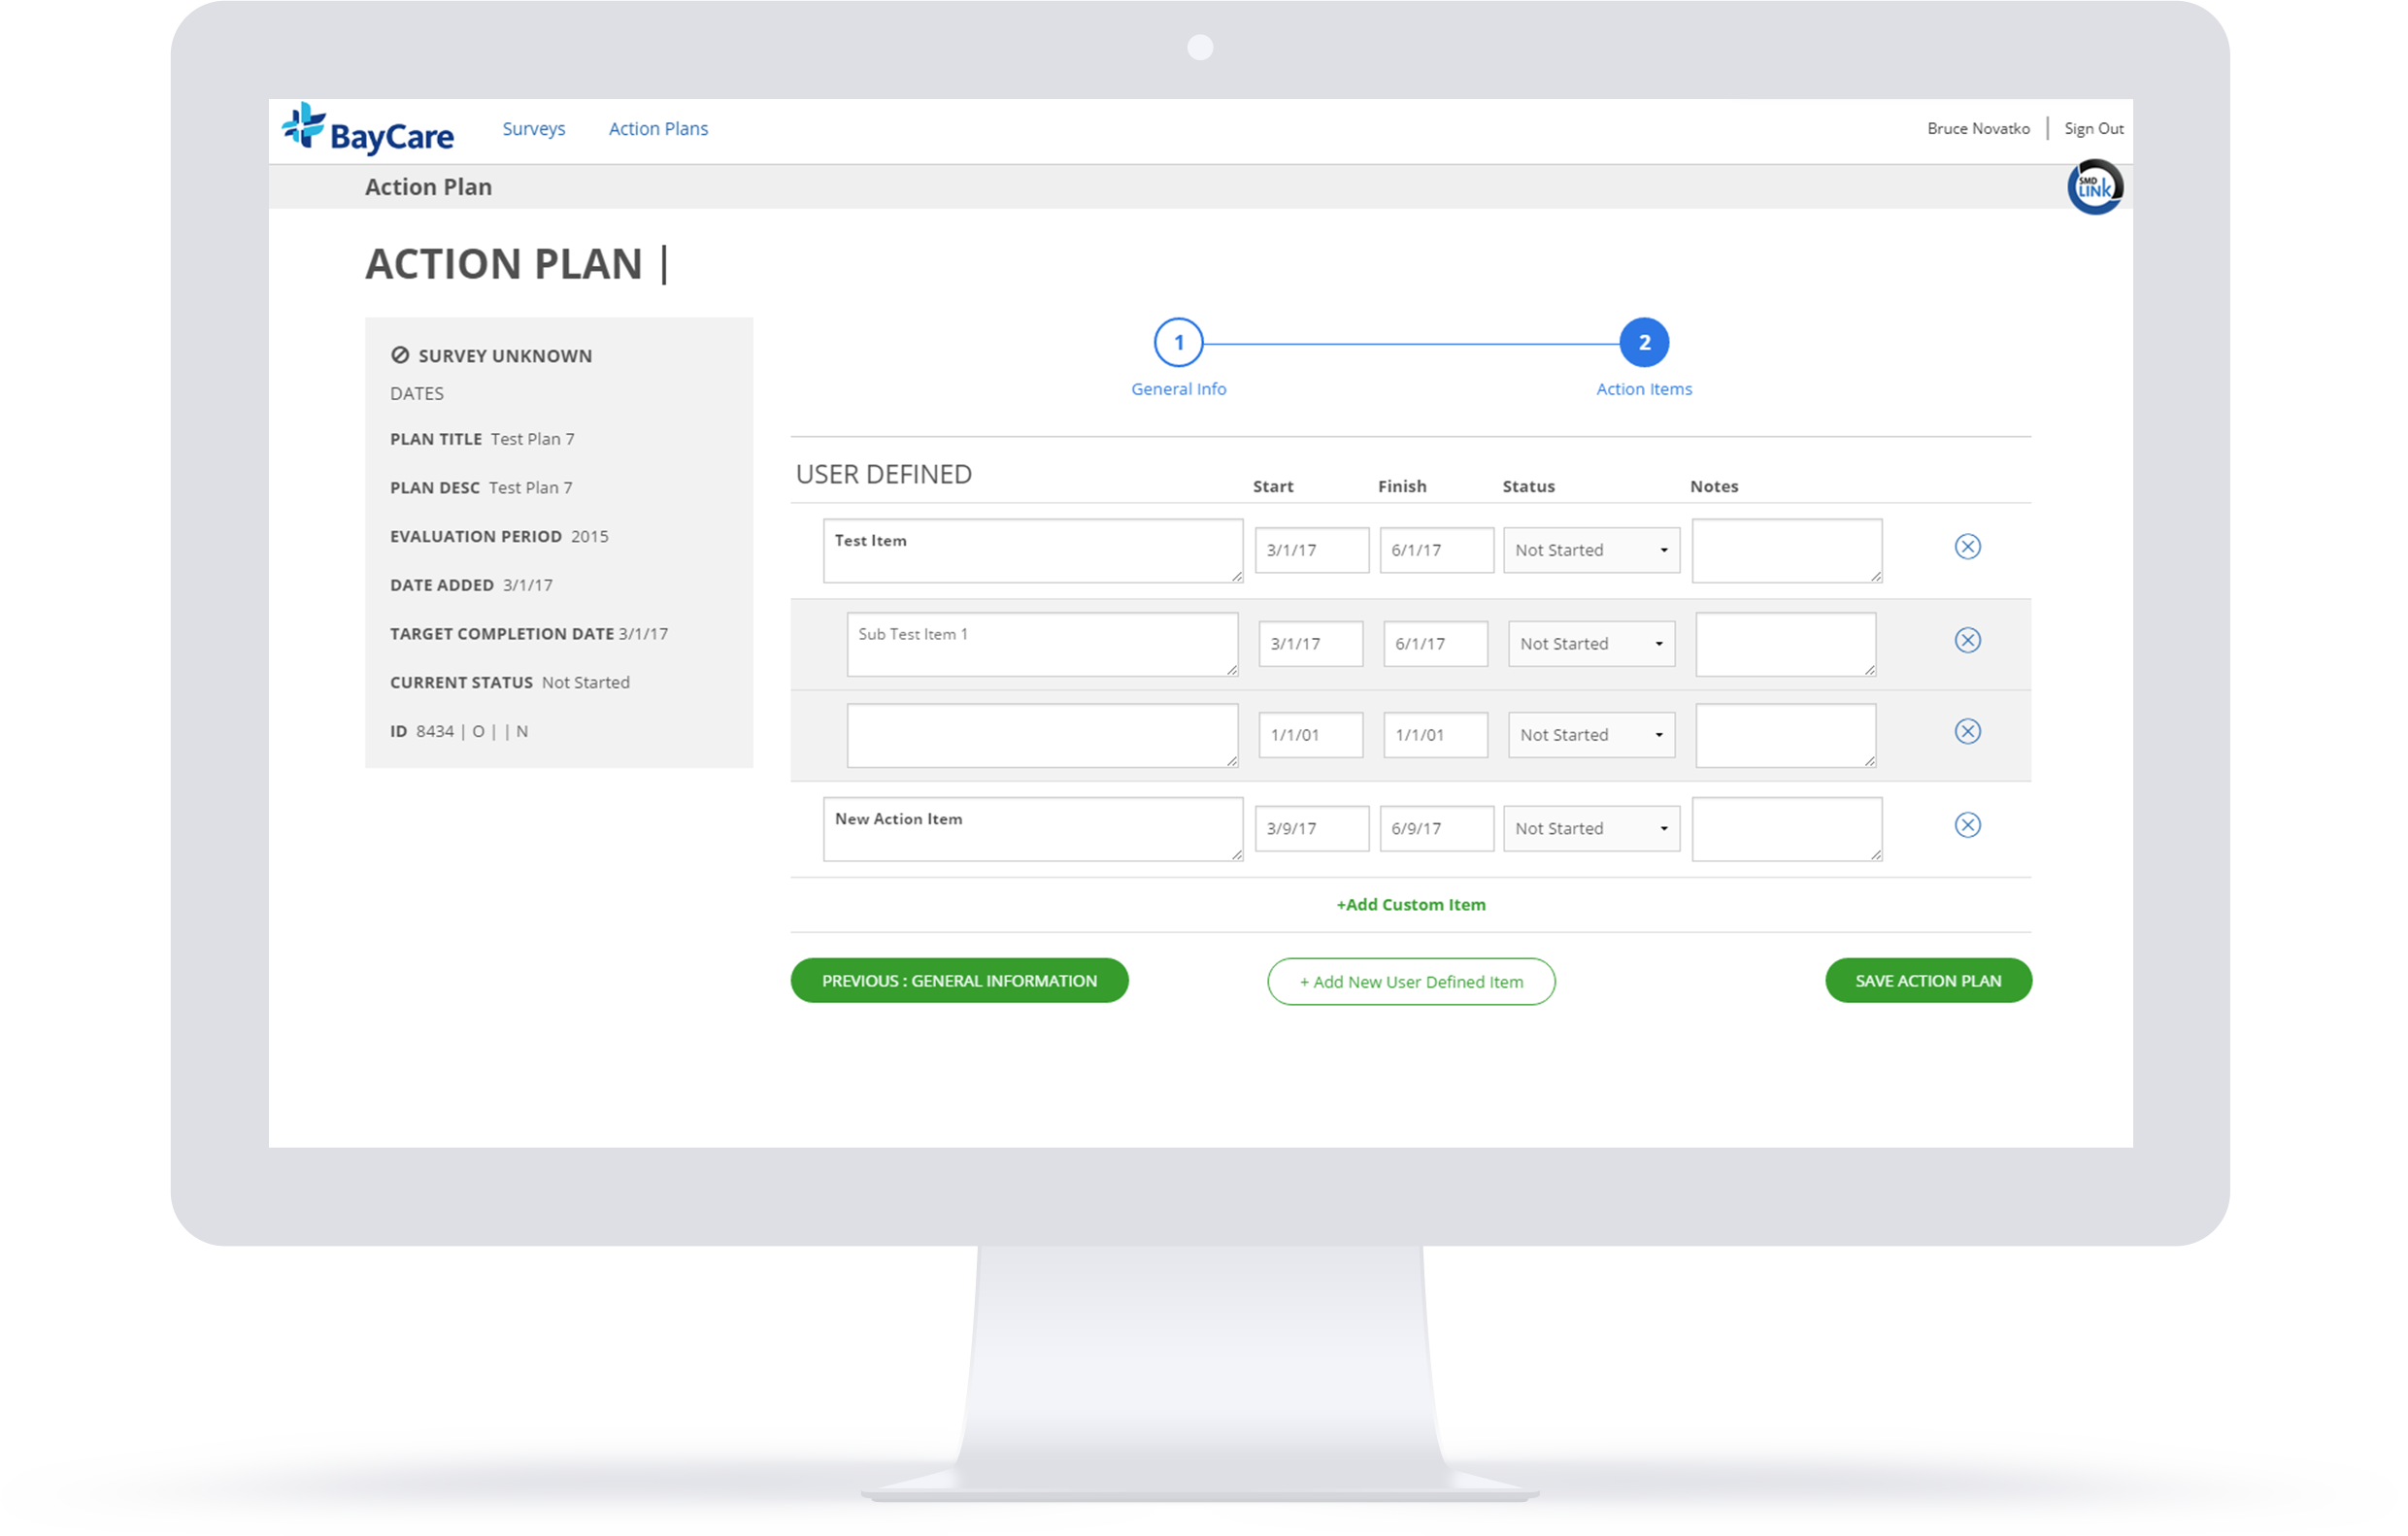 BayCare Surveys Action Plans Bruce Novatko | Sign Out
Action Plan
SMD
LINk
ACTION PLAN |
SURVEY UNKNOWN
DATES
PLAN TITLE Test Plan 7
PLAN DESC Test Plan 7
EVALUATION PERIOD 2015
DATE ADDED 3/1/17
TARGET COMPLETION DATE 3/1/17
CURRENT STATUS Not Started
ID 8434 | O | | N
1 2
General Info Action Items
USER DEFINED Start Finish Status Notes
Test Item 3/1/17 6/1/17 Not Started
Sub Test Item 1 3/1/17 6/1/17 Not Started
1/1/01 1/1/01 Not Started
New Action Item 3/9/17 6/9/17 Not Started
+Add Custom Item
PREVIOUS : GENERAL INFORMATION + Add New User Defined Item SAVE ACTION PLAN